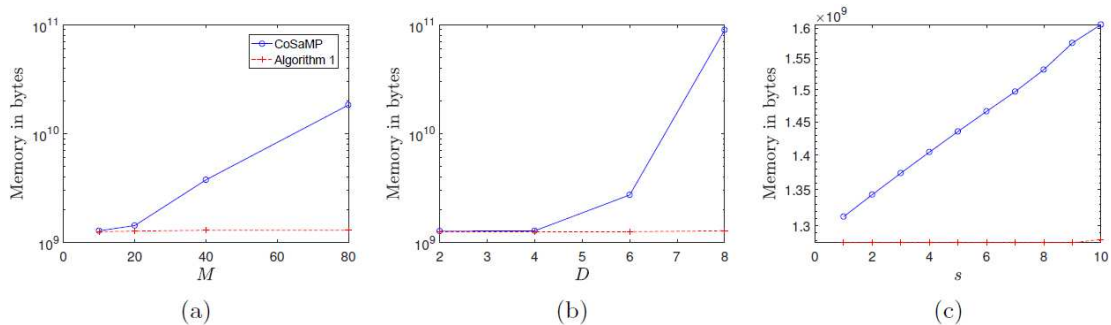 Memory in bytes
10^11
10^10
10^9
0 20 40 60 80
M
CoSaMP
Algorithm 1
(a)
Memory in bytes
10^11
10^10
10^9
2 3 4 5 6 7 8
D
(b)
Memory in bytes
×10^9
1.6
1.55
1.5
1.45
1.4
1.35
1.3
0 2 4 6 8 10
s
(c)